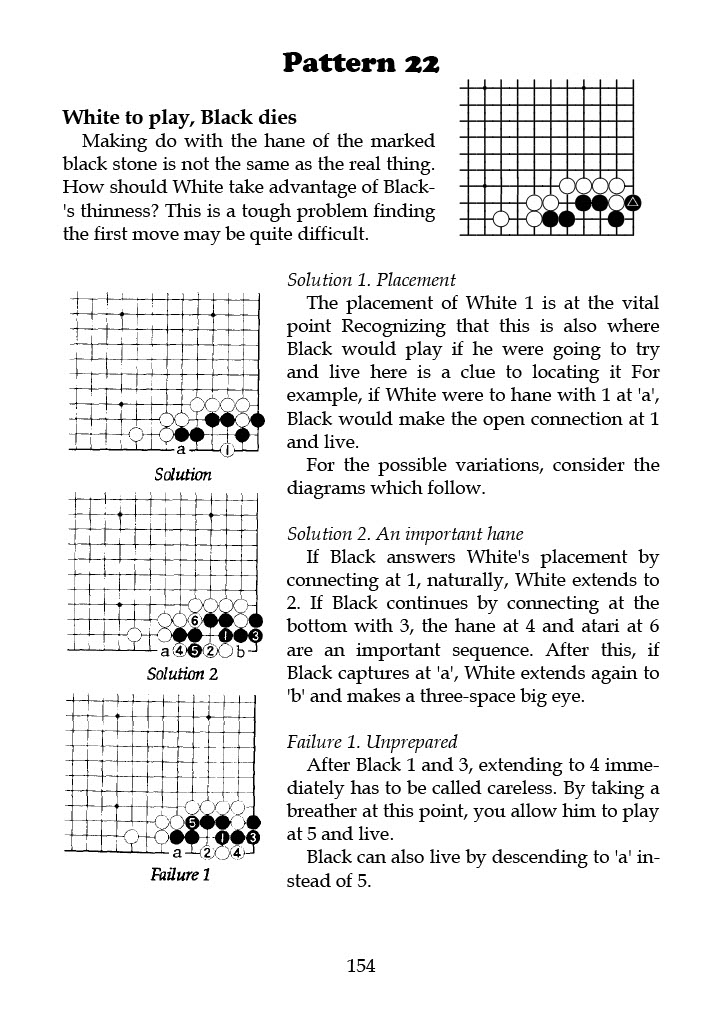 Pattern 22
White to play, Black dies
Making do with the hane of the marked
black stone is not the same as the real thing.
How should White take advantage of Black-
's thinness? This is a tough problem finding
the first move may be quite difficult.
Solution 1. Placement
The placement of White 1 is at the vital
point Recognizing that this is also where
Black would play if he were going to try
and live here is a clue to locating it For
example, if White were to hane with 1 at 'a',
Black would make the open connection at 1
and live.
For the possible variations, consider the
diagrams which follow.
a 1
Solution
Solution 2. An important hane
If Black answers White's placement by
connecting at 1, naturally, White extends to
2. If Black continues by connecting at the
bottom with 3, the hane at 4 and atari at 6
are an important sequence. After this, if
Black captures at 'a', White extends again to
'b' and makes a three-space big eye.
6
1 3
a 4 5 2 b
Solution 2
Failure 1. Unprepared
After Black 1 and 3, extending to 4 imme-
diately has to be called careless. By taking a
breather at this point, you allow him to play
at 5 and live.
Black can also live by descending to 'a' in-
stead of 5.
5
1 3
a 2 4
Failure 1
154